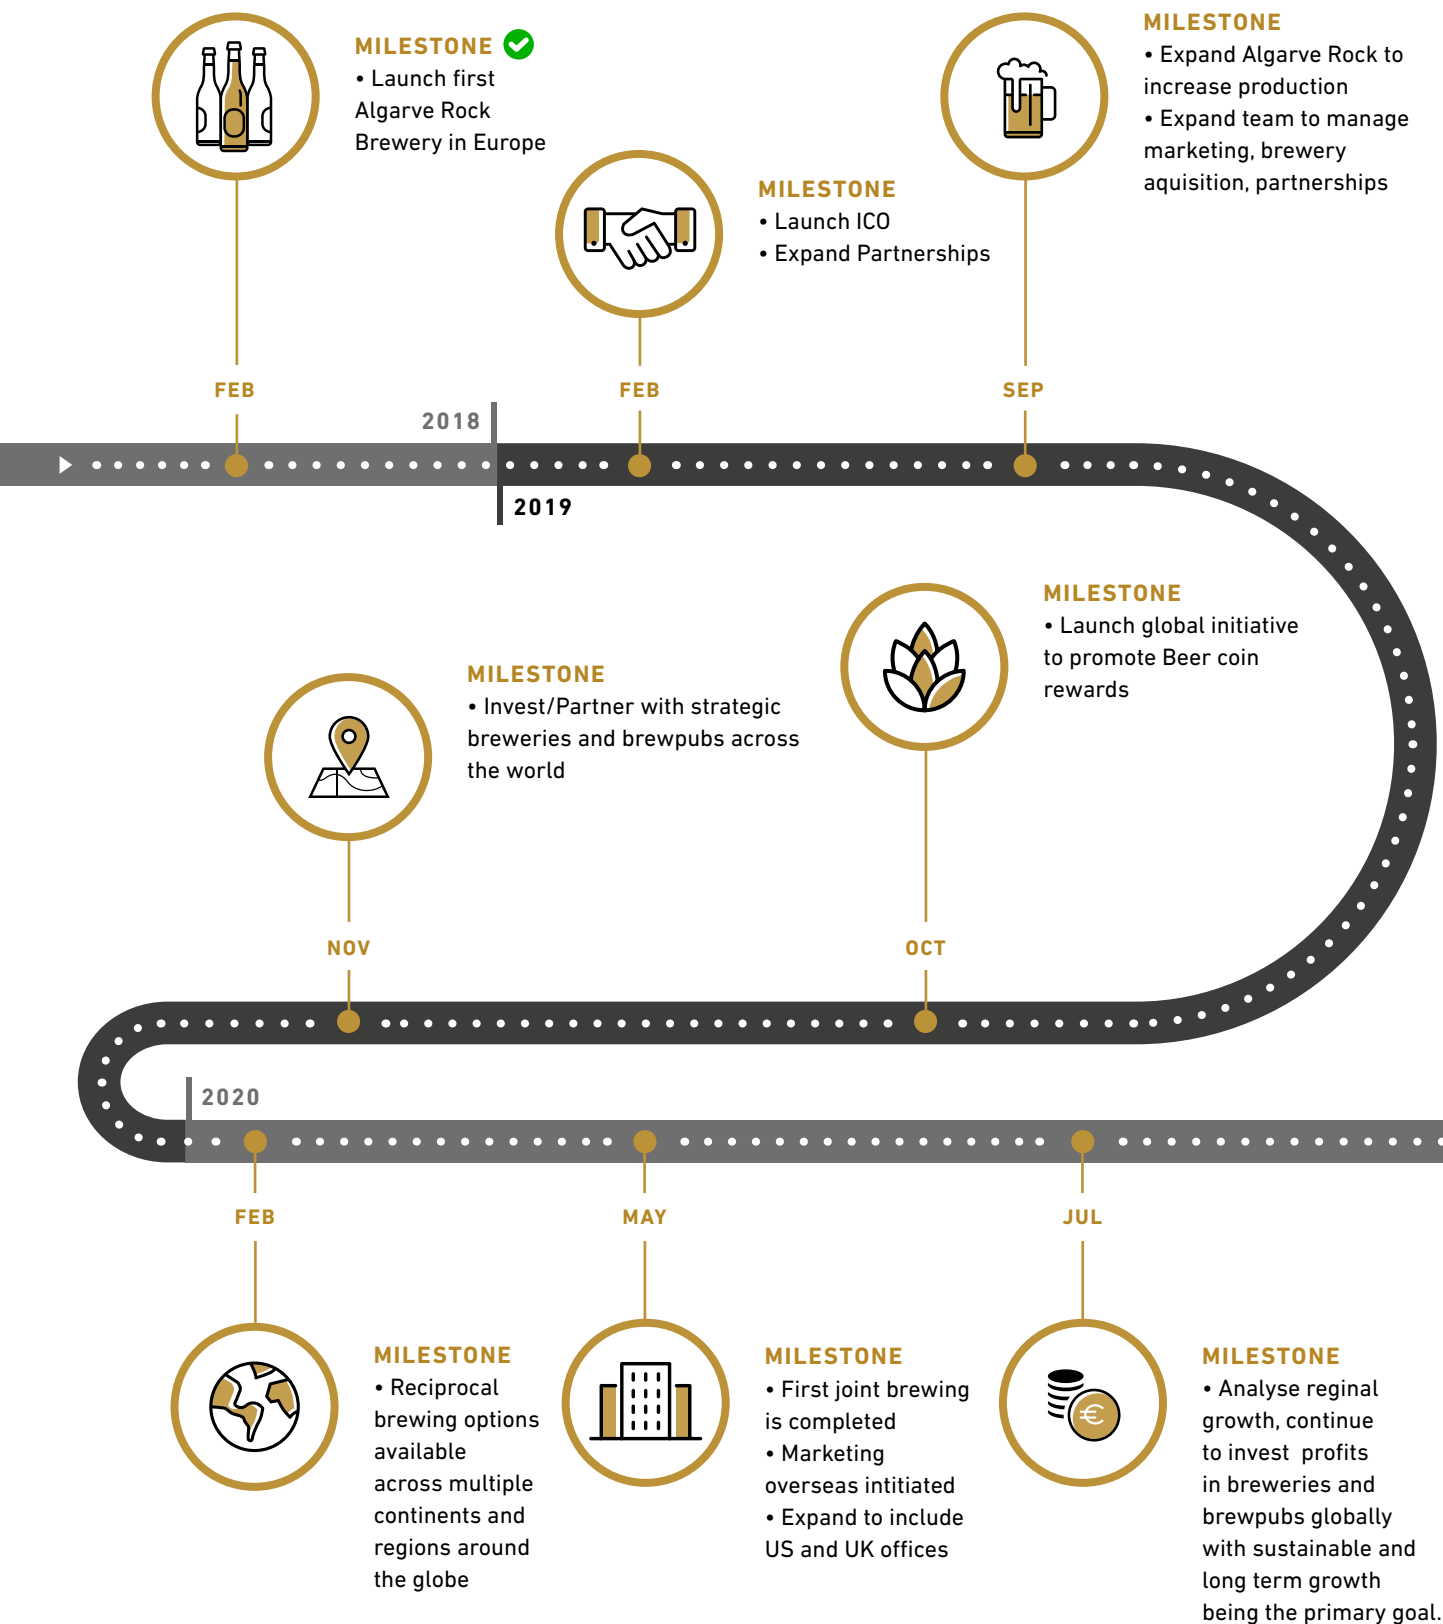 MILESTONE
• Launch first
Algarve Rock
Brewery in Europe
FEB
2018
MILESTONE
• Launch ICO
• Expand Partnerships
FEB
MILESTONE
• Expand Algarve Rock to
increase production
• Expand team to manage
marketing, brewery
aquisition, partnerships
SEP
2019
MILESTONE
• Launch global initiative
to promote Beer coin
rewards
OCT
MILESTONE
• Invest/Partner with strategic
breweries and brewpubs across
the world
NOV
2020
FEB
MILESTONE
• Reciprocal
brewing options
available
across multiple
continents and
regions around
the globe
MAY
MILESTONE
• First joint brewing
is completed
• Marketing
overseas intitiated
• Expand to include
US and UK offices
JUL
€
MILESTONE
• Analyse reginal
growth, continue
to invest  profits
in breweries and
brewpubs globally
with sustainable and
long term growth
being the primary goal.